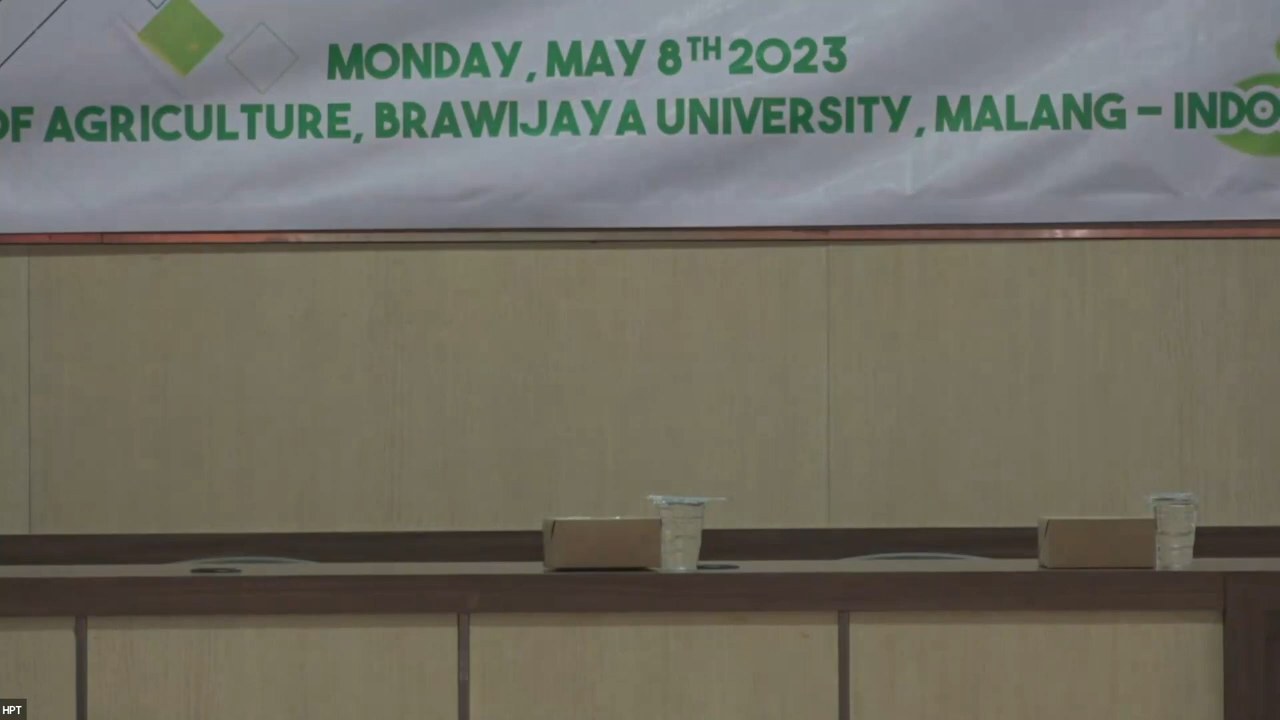 MONDAY, MAY 8TH 2023
OF AGRICULTURE, BRAWIJAYA UNIVERSITY, MALANG – INDO
HPT